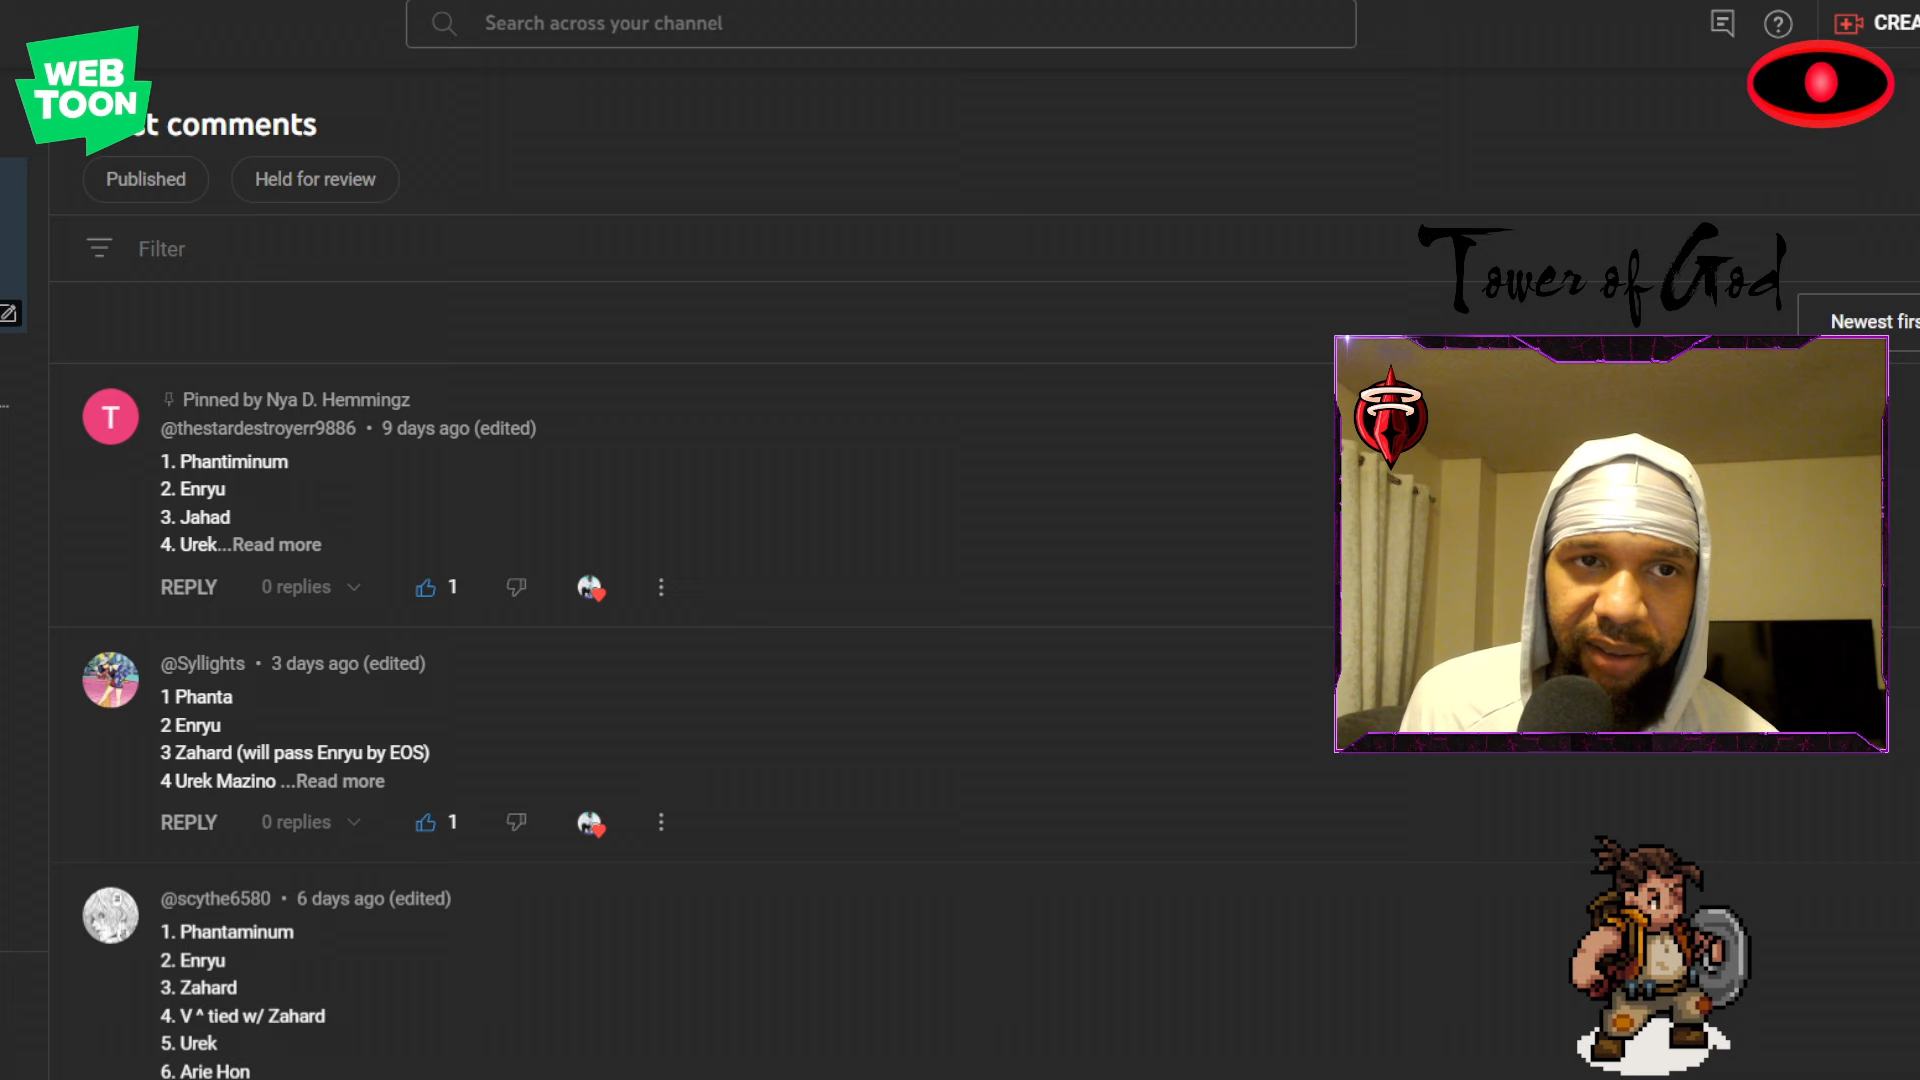 Search across your channel
CREA
WEB
TOON
st comments
Published
Held for review
Filter
Tower of God
Newest firs
Pinned by Nya D. Hemmingz
@thestardestroyerr9886 • 9 days ago (edited)
1. Phantiminum
2. Enryu
3. Jahad
4. Urek...Read more
REPLY
0 replies
1
T
@Syllights • 3 days ago (edited)
1 Phanta
2 Enryu
3 Zahard (will pass Enryu by EOS)
4 Urek Mazino ...Read more
REPLY
0 replies
1
@scythe6580 • 6 days ago (edited)
1. Phantaminum
2. Enryu
3. Zahard
4. V ^ tied w/ Zahard
5. Urek
6. Arie Hon